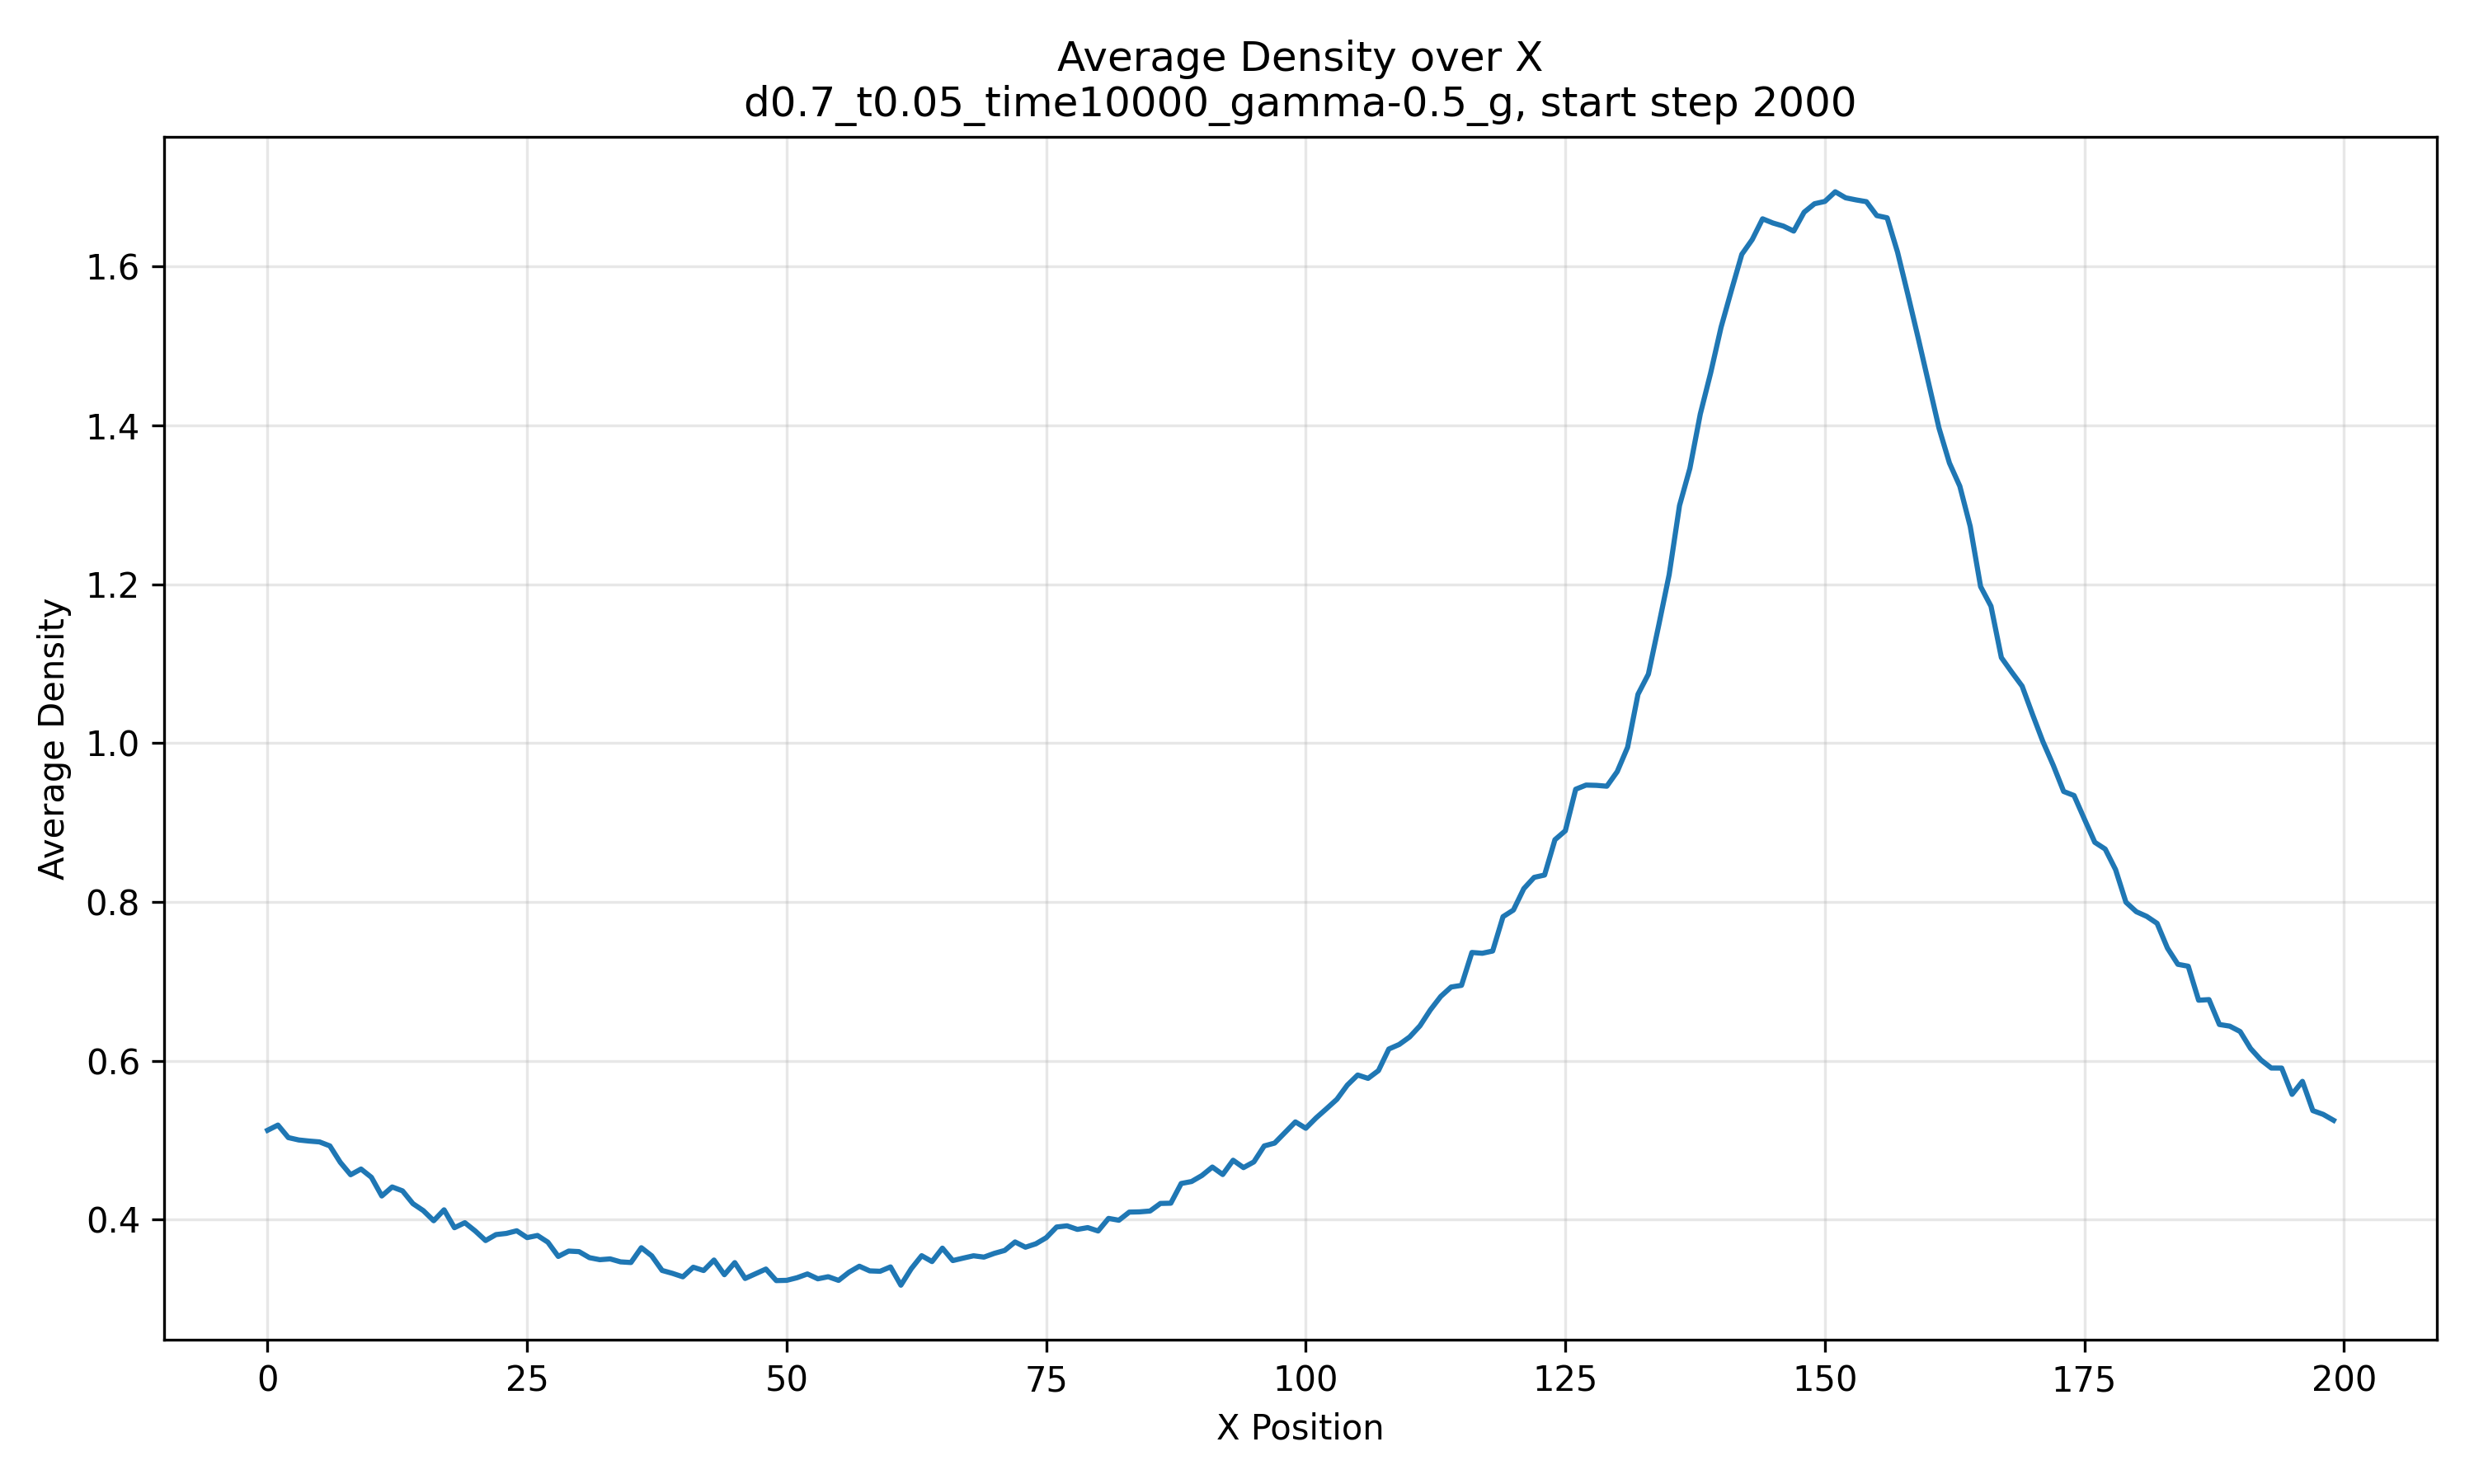 Average Density over X
d0.7_t0.05_time10000_gamma-0.5_g, start step 2000
Average Density
1.6
1.4
1.2
1.0
0.8
0.6
0.4
0 25 50 75 100 125 150 175 200
X Position